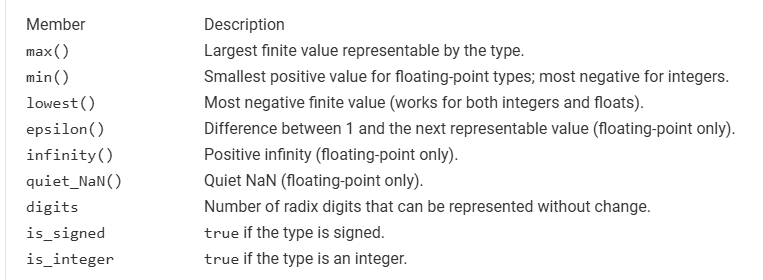 Member Description
max() Largest finite value representable by the type.
min() Smallest positive value for floating-point types; most negative for integers.
lowest() Most negative finite value (works for both integers and floats).
epsilon() Difference between 1 and the next representable value (floating-point only).
infinity() Positive infinity (floating-point only).
quiet_NaN() Quiet NaN (floating-point only).
digits Number of radix digits that can be represented without change.
is_signed true if the type is signed.
is_integer true if the type is an integer.